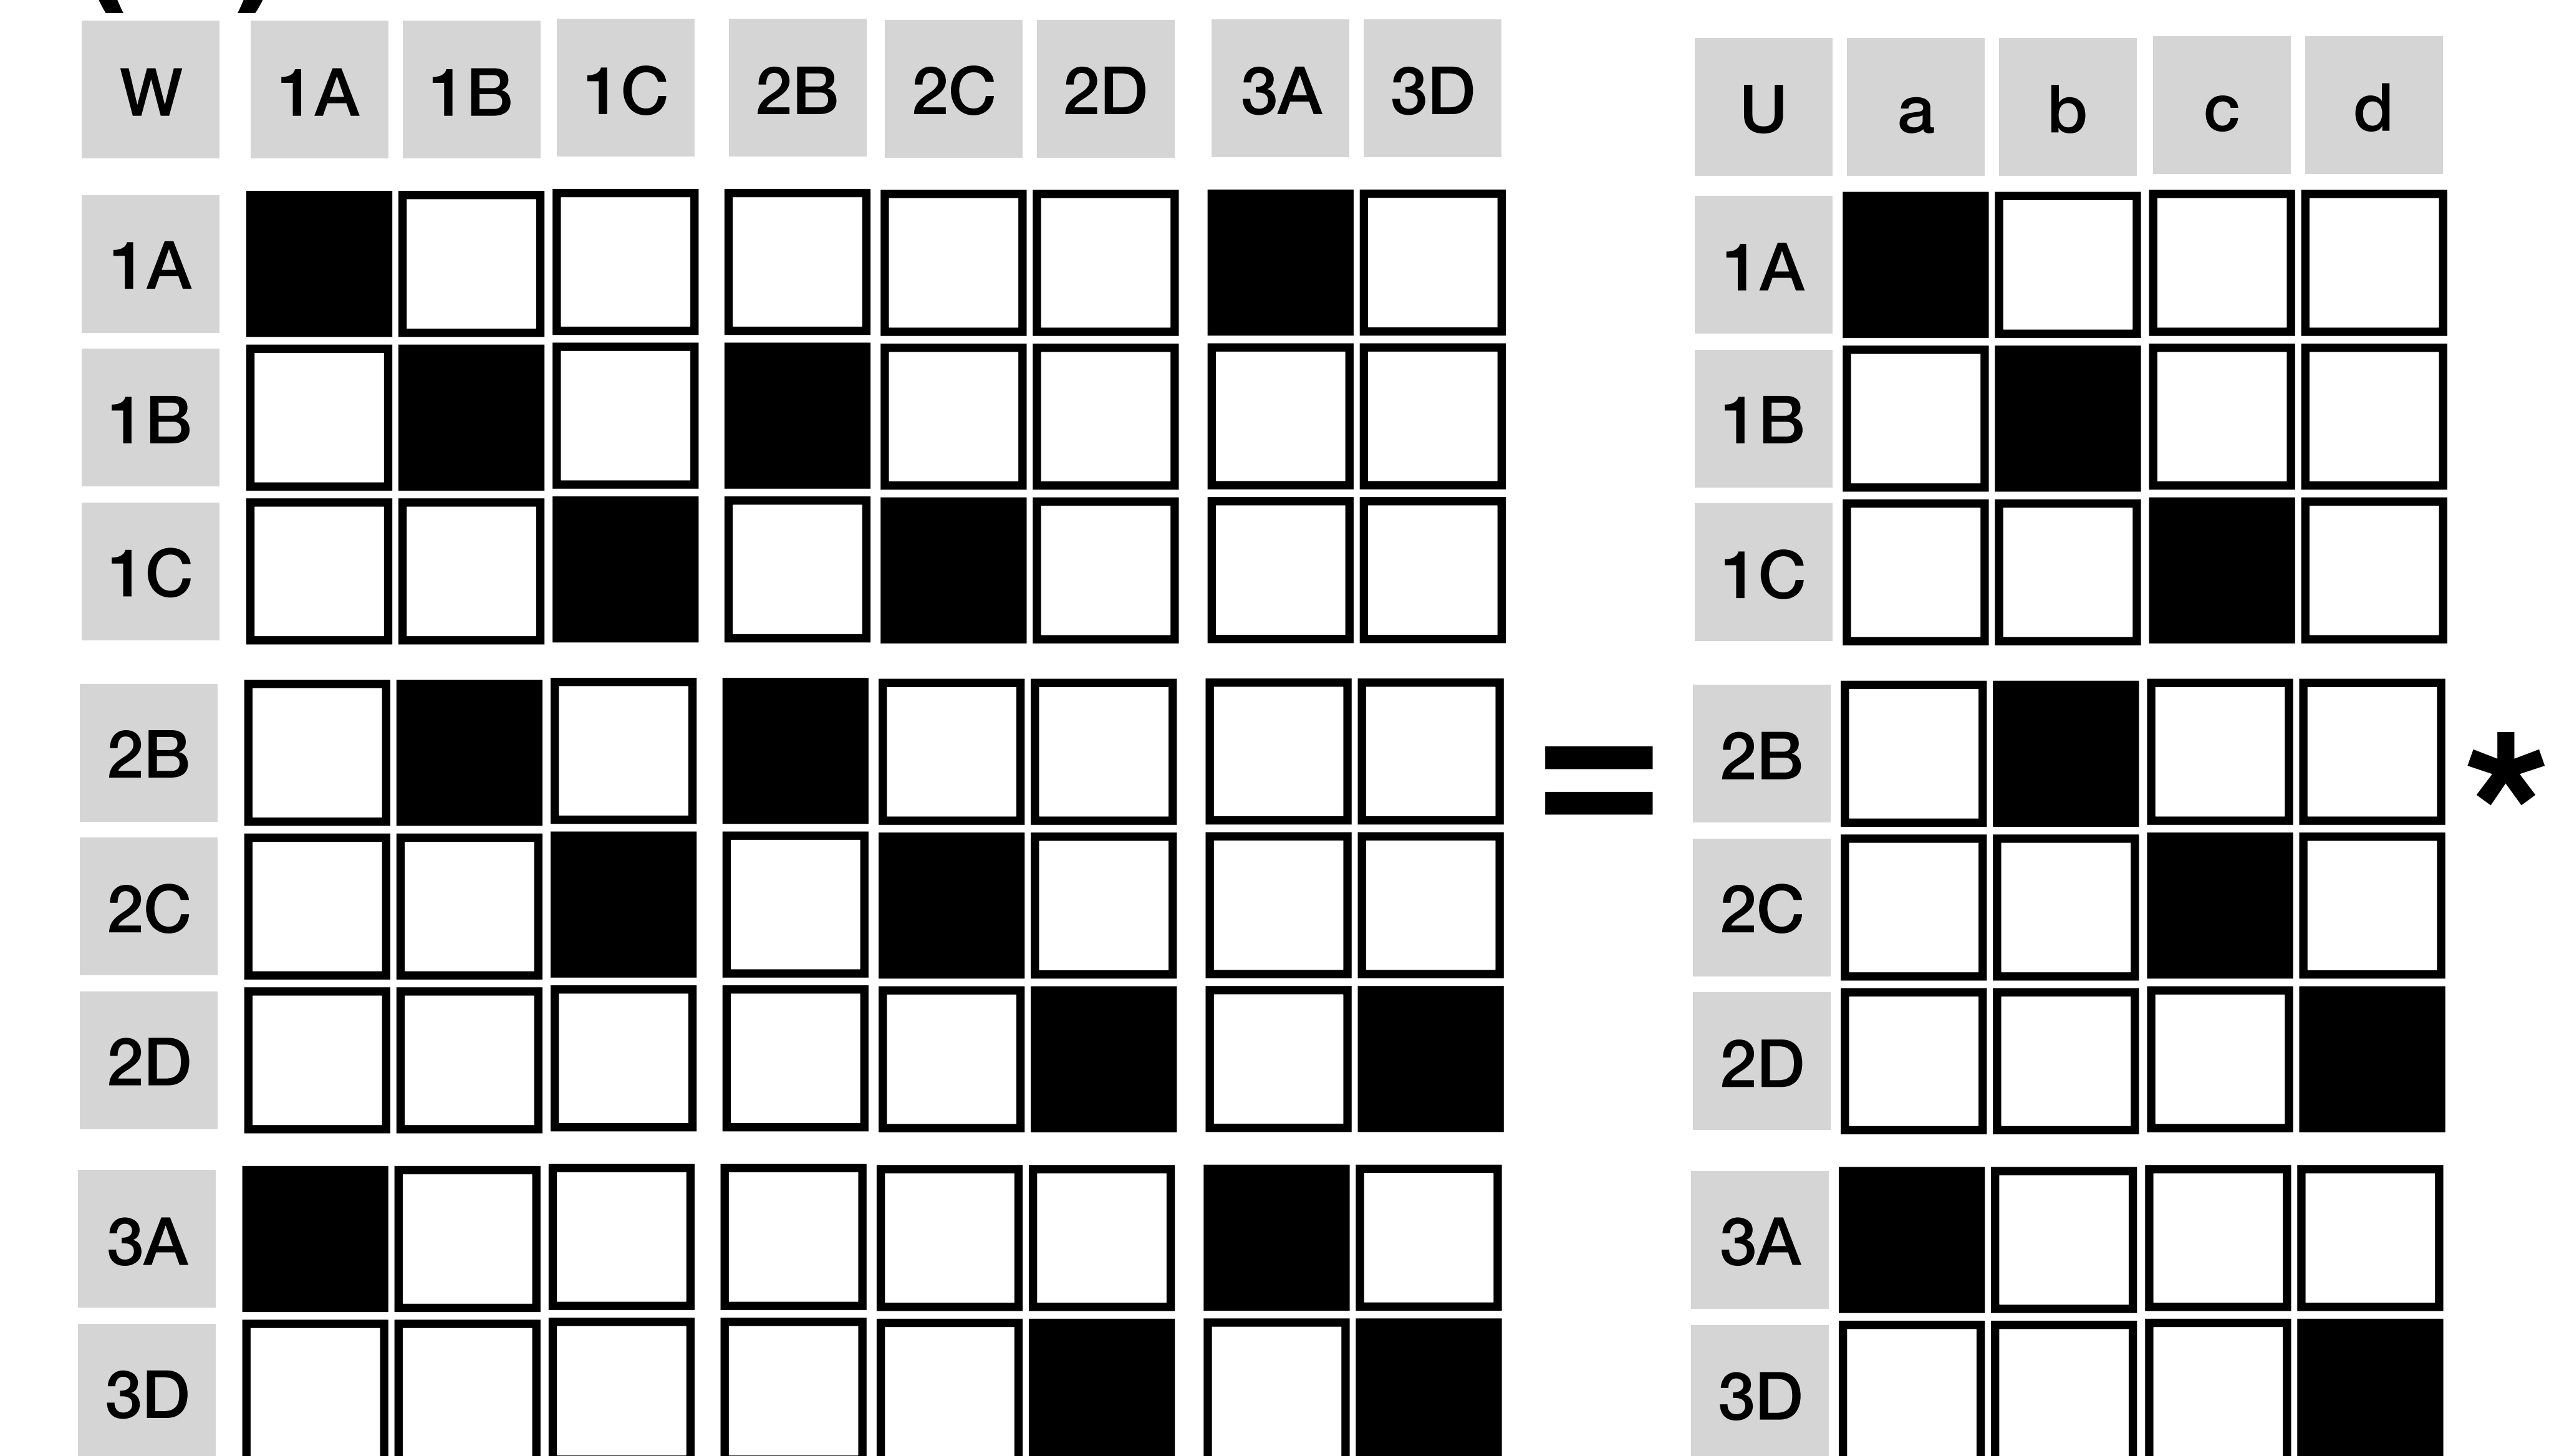 W 1A 1B 1C 2B 2C 2D 3A 3D U a b c d
1A 1A
1B 1B
1C 1C
2B = 2B *
2C 2C
2D 2D
3A 3A
3D 3D